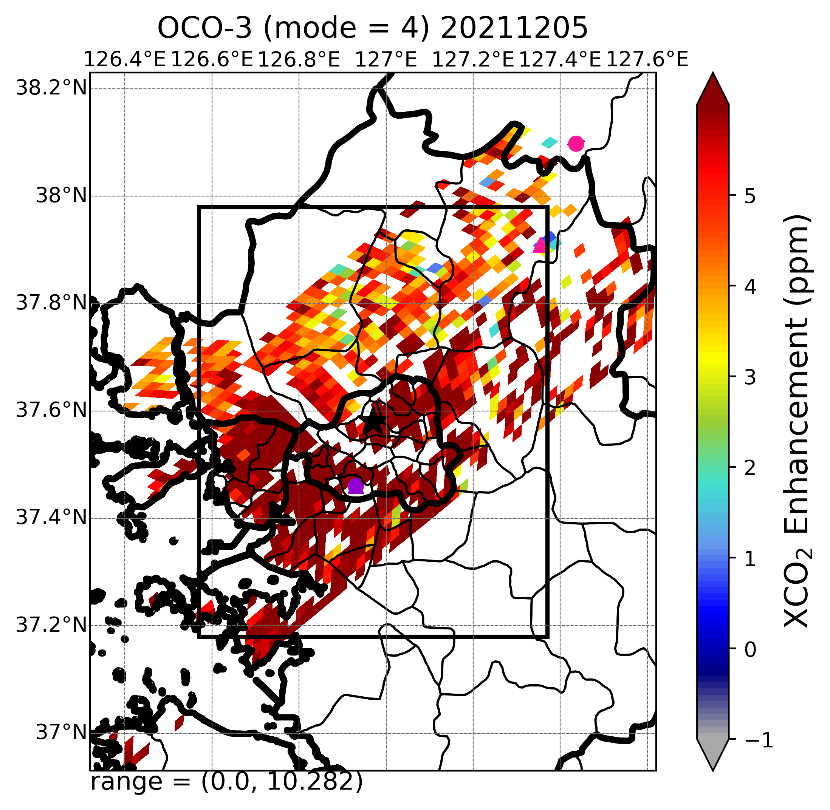 OCO-3 (mode = 4) 20211205
126.4°E 126.6°E 126.8°E 127°E 127.2°E 127.4°E 127.6°E
38.2°N
38°N
37.8°N
37.6°N
37.4°N
37.2°N
37°N
5
4
3
2
1
0
−1
XCO₂ Enhancement (ppm)
range = (0.0, 10.282)